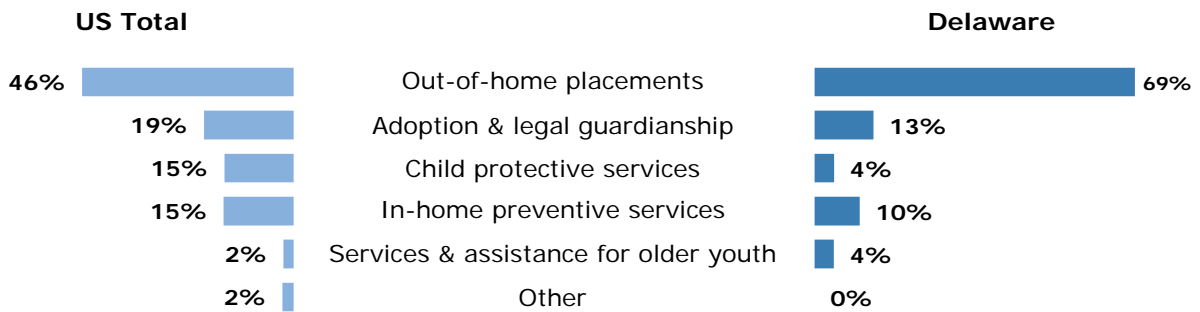 US Total Delaware
46% Out-of-home placements 69%
19% Adoption & legal guardianship 13%
15% Child protective services 4%
15% In-home preventive services 10%
2% Services & assistance for older youth 4%
2% Other 0%